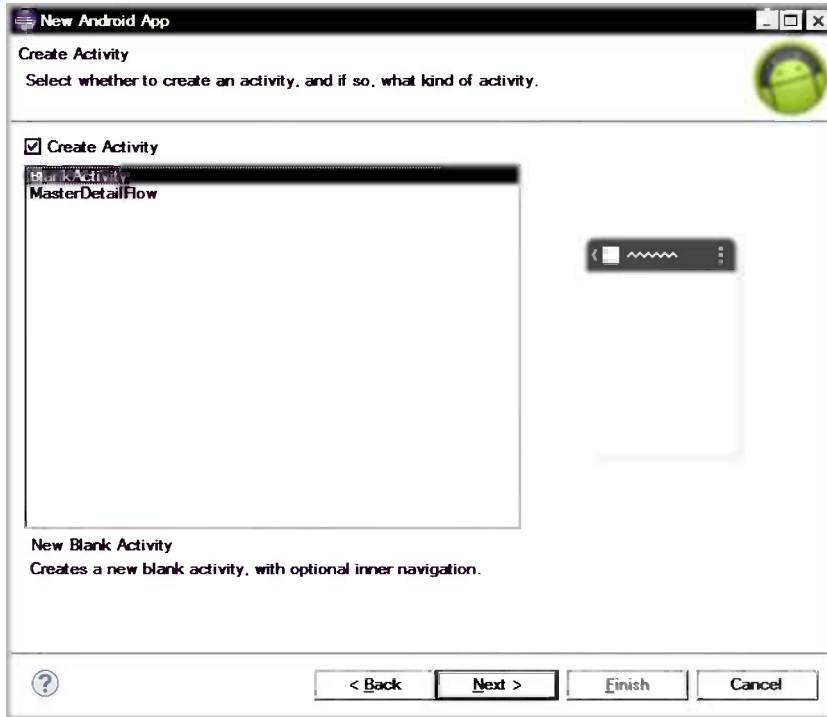 New Android App
Create Activity
Select whether to create an activity, and if so, what kind of activity.
Create Activity
BlankActivity
MasterDetailFlow
New Blank Activity
Creates a new blank activity, with optional inner navigation.
?
< Back
Next >
Finish
Cancel